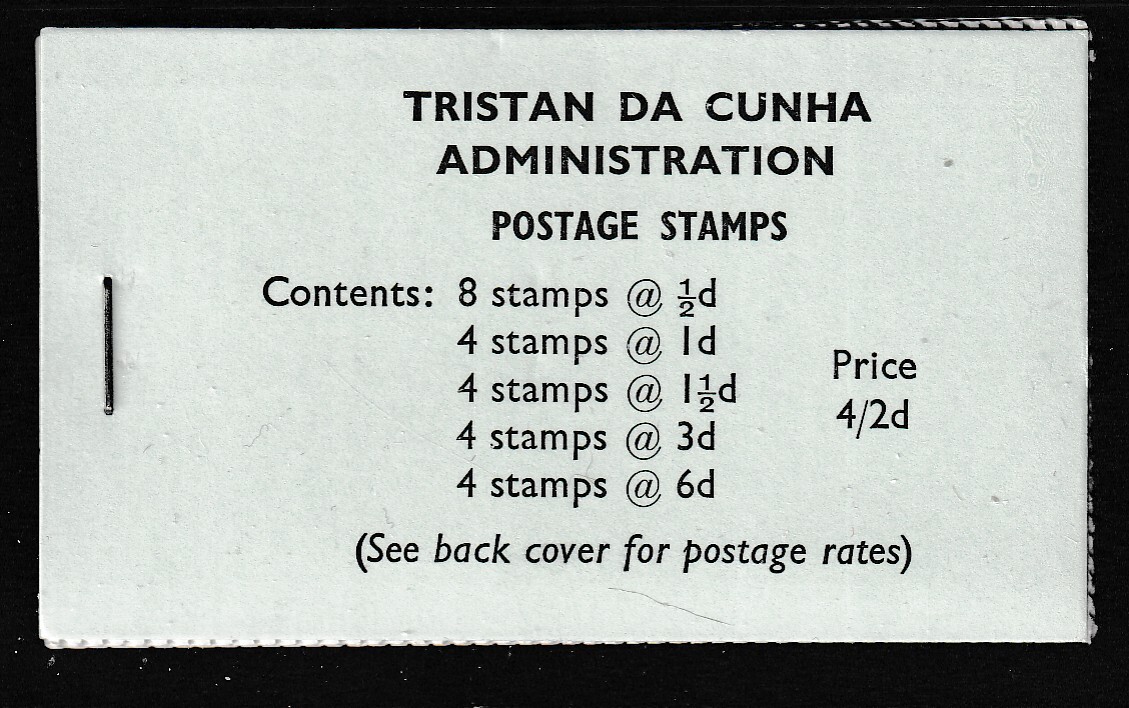 TRISTAN DA CUNHA
ADMINISTRATION
POSTAGE STAMPS
Contents: 8 stamps @ ½d
4 stamps @ 1d
4 stamps @ 1½d
4 stamps @ 3d
4 stamps @ 6d
Price
4/2d
(See back cover for postage rates)